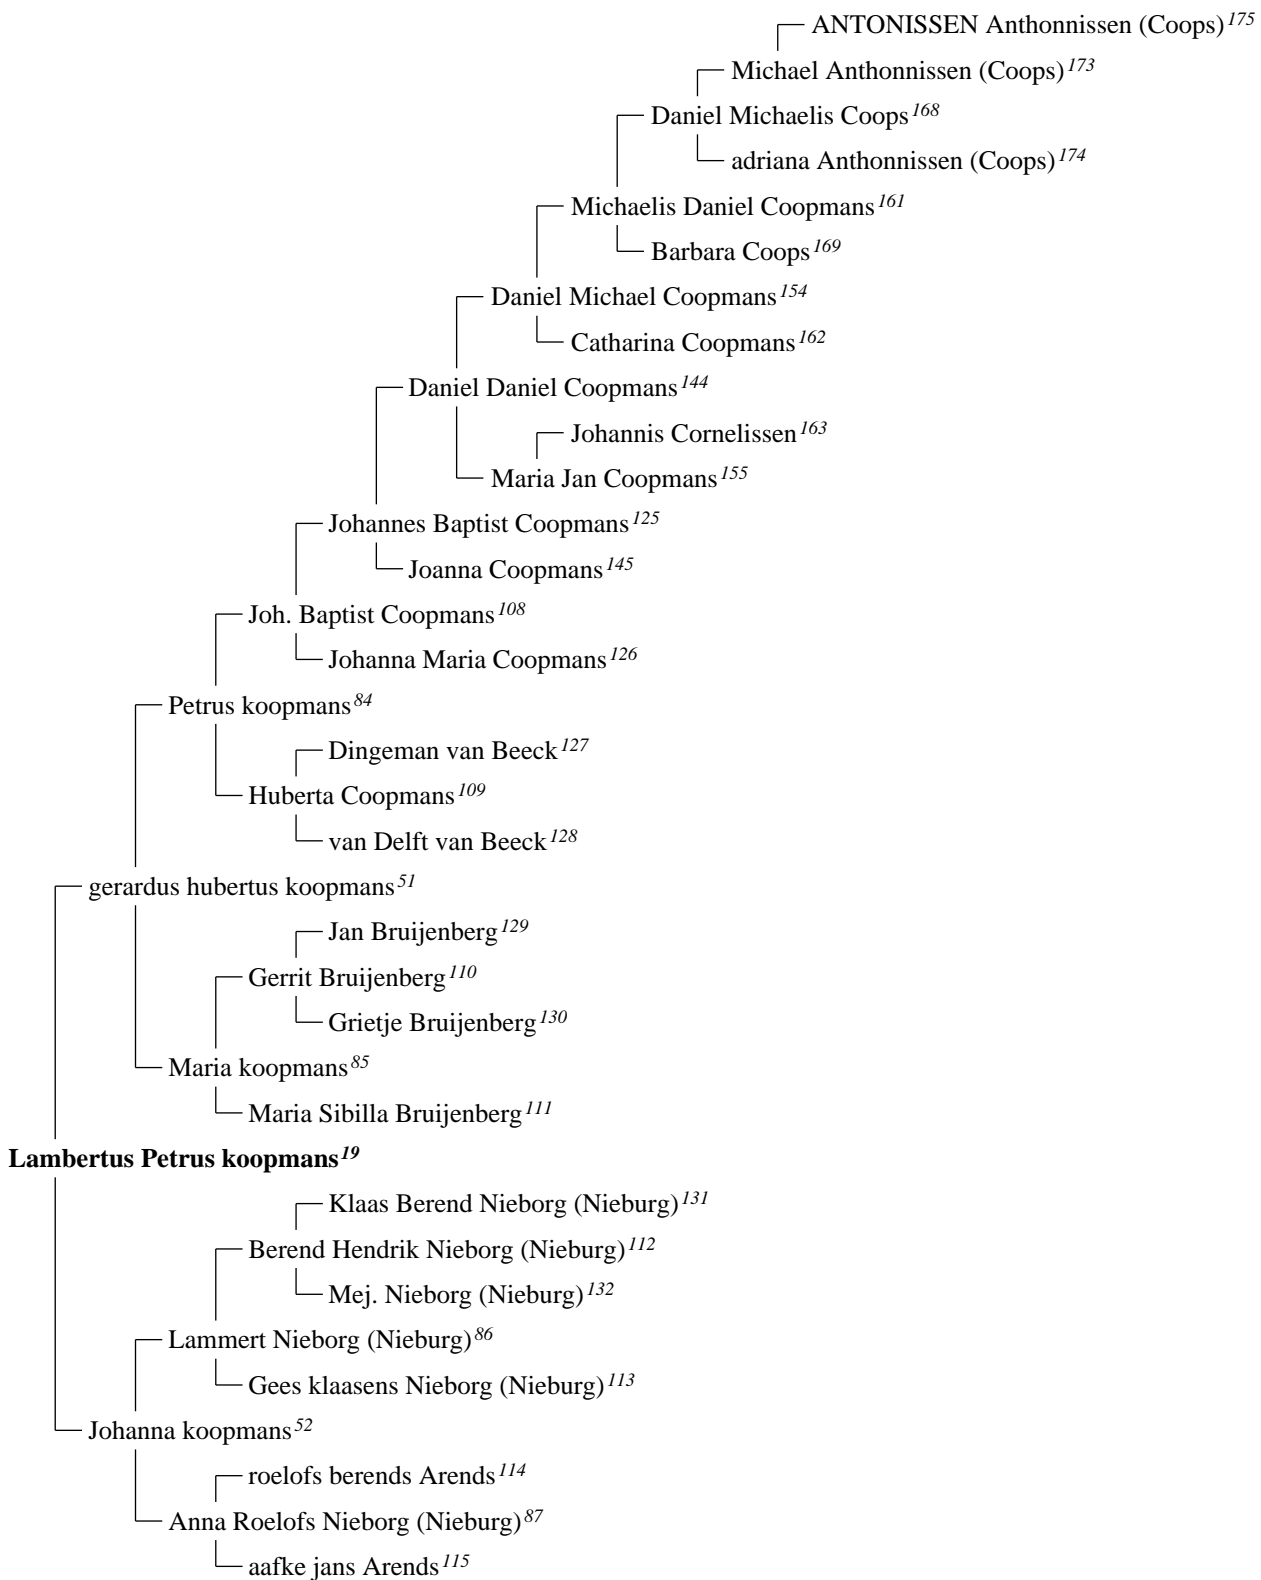 ANTONISSEN Anthonnissen (Coops)175
Michael Anthonnissen (Coops)173
Daniel Michaelis Coops168
adriana Anthonnissen (Coops)174
Michaelis Daniel Coopmans161
Barbara Coops169
Daniel Michael Coopmans154
Catharina Coopmans162
Daniel Daniel Coopmans144
Johannis Cornelissen163
Maria Jan Coopmans155
Johannes Baptist Coopmans125
Joanna Coopmans145
Joh. Baptist Coopmans108
Johanna Maria Coopmans126
Petrus koopmans84
Dingeman van Beeck127
Huberta Coopmans109
van Delft van Beeck128
gerardus hubertus koopmans51
Jan Bruijenberg129
Gerrit Bruijenberg110
Grietje Bruijenberg130
Maria koopmans85
Maria Sibilla Bruijenberg111
Lambertus Petrus koopmans19
Klaas Berend Nieborg (Nieburg)131
Berend Hendrik Nieborg (Nieburg)112
Mej. Nieborg (Nieburg)132
Lammert Nieborg (Nieburg)86
Gees klaasens Nieborg (Nieburg)113
Johanna koopmans52
roelofs berends Arends114
Anna Roelofs Nieborg (Nieburg)87
aafke jans Arends115